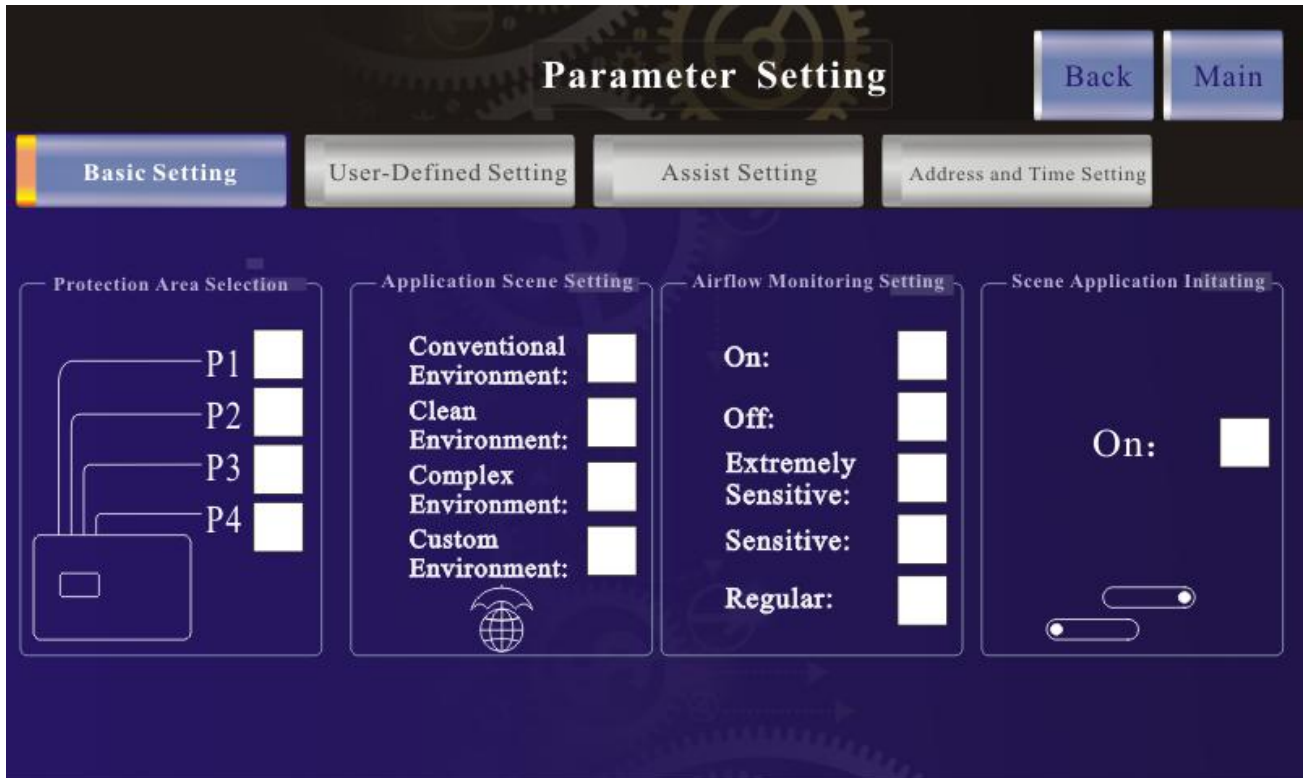 Parameter Setting
Back
Main
Basic Setting
User-Defined Setting
Assist Setting
Address and Time Setting
Protection Area Selection
P1
P2
P3
P4
Application Scene Setting
Conventional
Environment:
Clean
Environment:
Complex
Environment:
Custom
Environment:
Airflow Monitoring Setting
On:
Off:
Extremely
Sensitive:
Sensitive:
Regular:
Scene Application Initating
On: